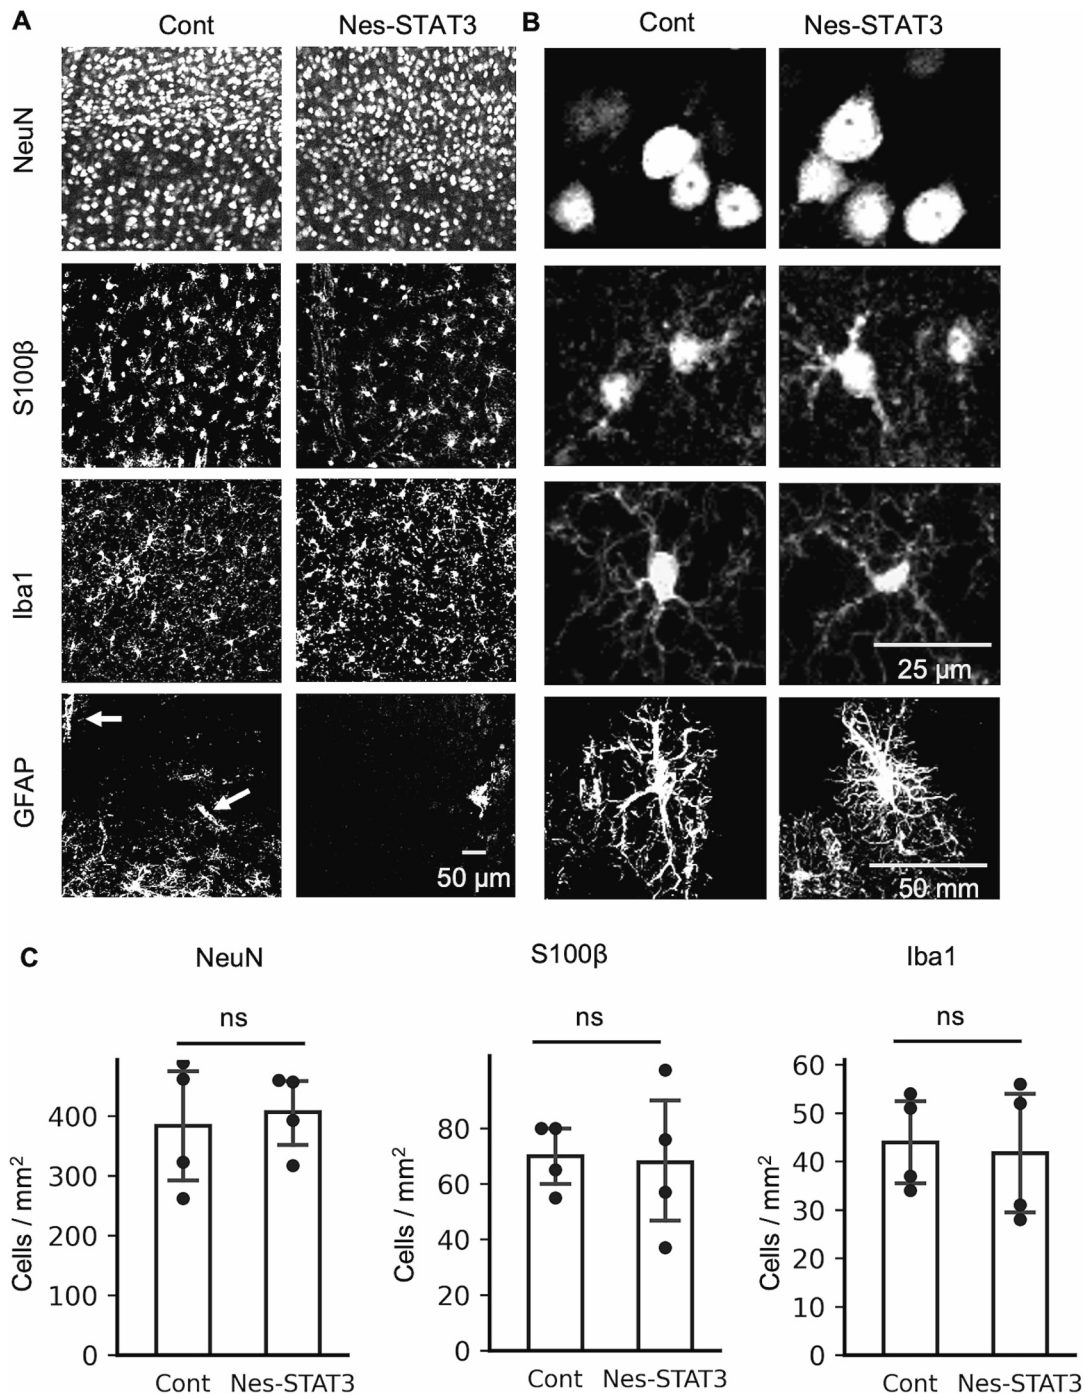 A
Cont
Nes-STAT3
B
Cont
Nes-STAT3
NeuN
S100β
Iba1
25 µm
GFAP
50 µm
50 mm
C
NeuN
S100β
Iba1
ns
ns
ns
Cells / mm²
400
300
200
100
0
Cont
Nes-STAT3
Cells / mm²
80
60
40
20
0
Cont
Nes-STAT3
Cells / mm²
60
50
40
30
20
10
0
Cont
Nes-STAT3